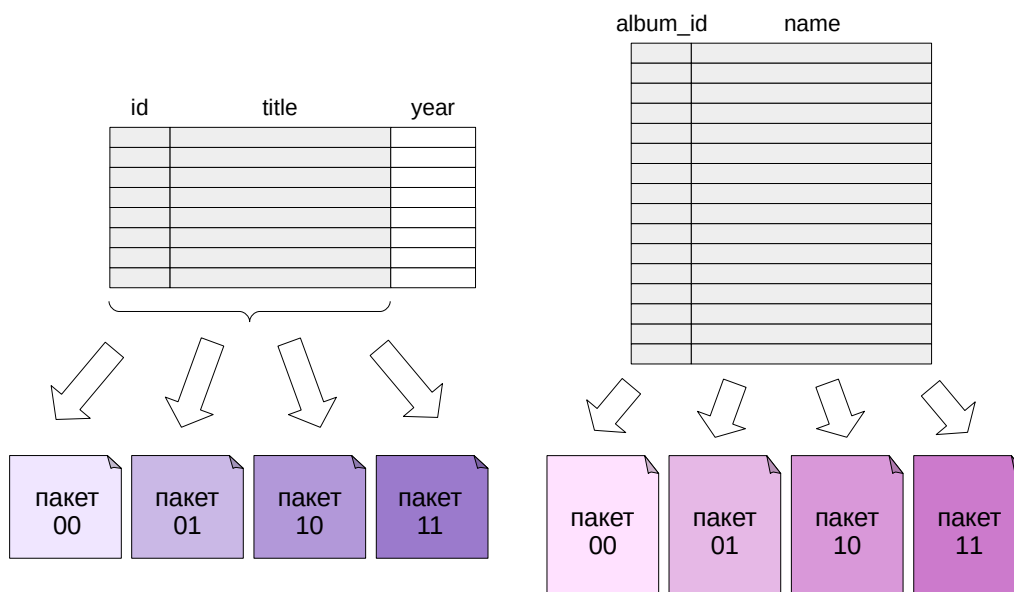 album_id name
id title year
пакет
00
пакет
01
пакет
10
пакет
11
пакет
00
пакет
01
пакет
10
пакет
11